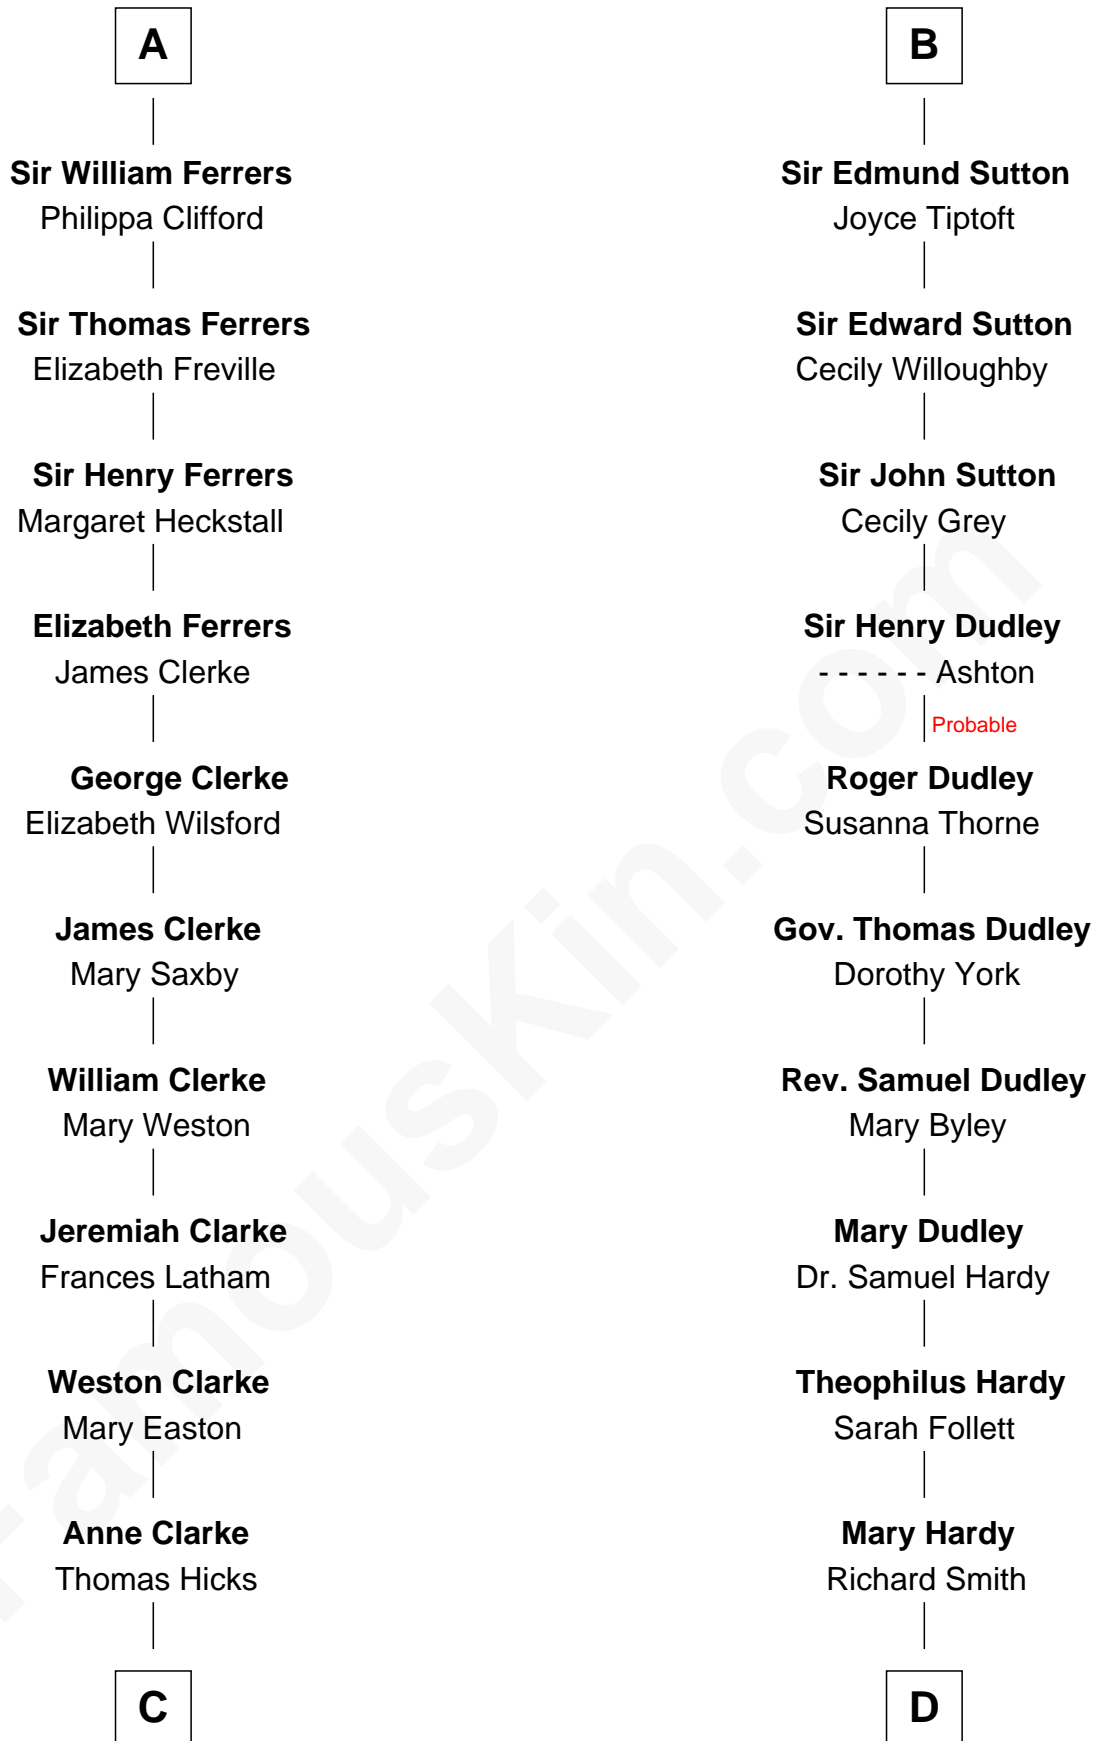 A
B
Sir William Ferrers
Philippa Clifford
Sir Edmund Sutton
Joyce Tiptoft
Sir Thomas Ferrers
Elizabeth Freville
Sir Edward Sutton
Cecily Willoughby
Sir Henry Ferrers
Margaret Heckstall
Sir John Sutton
Cecily Grey
Elizabeth Ferrers
James Clerke
Sir Henry Dudley
- - - - - - Ashton
Probable
George Clerke
Elizabeth Wilsford
Roger Dudley
Susanna Thorne
James Clerke
Mary Saxby
Gov. Thomas Dudley
Dorothy York
William Clerke
Mary Weston
Rev. Samuel Dudley
Mary Byley
Jeremiah Clarke
Frances Latham
Mary Dudley
Dr. Samuel Hardy
Weston Clarke
Mary Easton
Theophilus Hardy
Sarah Follett
Anne Clarke
Thomas Hicks
Mary Hardy
Richard Smith
C
D
FamousKin.com